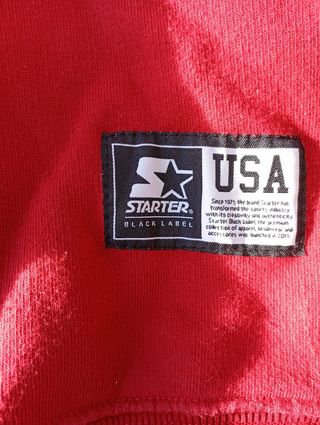 STARTER®
BLACK LABEL
USA
Since 1971, the brand Starter has
transformed the sports industry
with its creativity and authenticity.
Starter Black Label, the premium
collection of apparel, headwear and
accessories was launched in 2011.